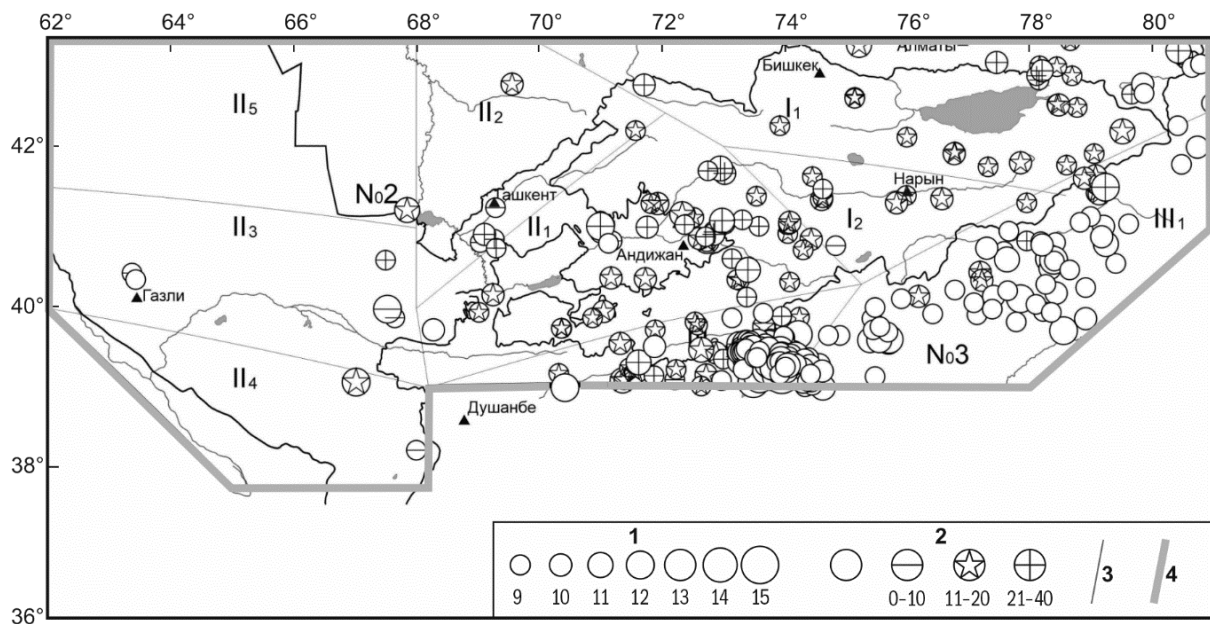 62° 64° 66° 68° 70° 72° 74° 76° 78° 80°
Алматы
Бишкек
II₅
II₂
I₁
42°
N₀2
Ташкент
Нарын
II₃
II₁
I₂
III₁
Андижан
Газли
40°
N₀3
II₄
Душанбе
38°
1
2
3
4
9 10 11 12 13 14 15
0–10 11–20 21–40
36°